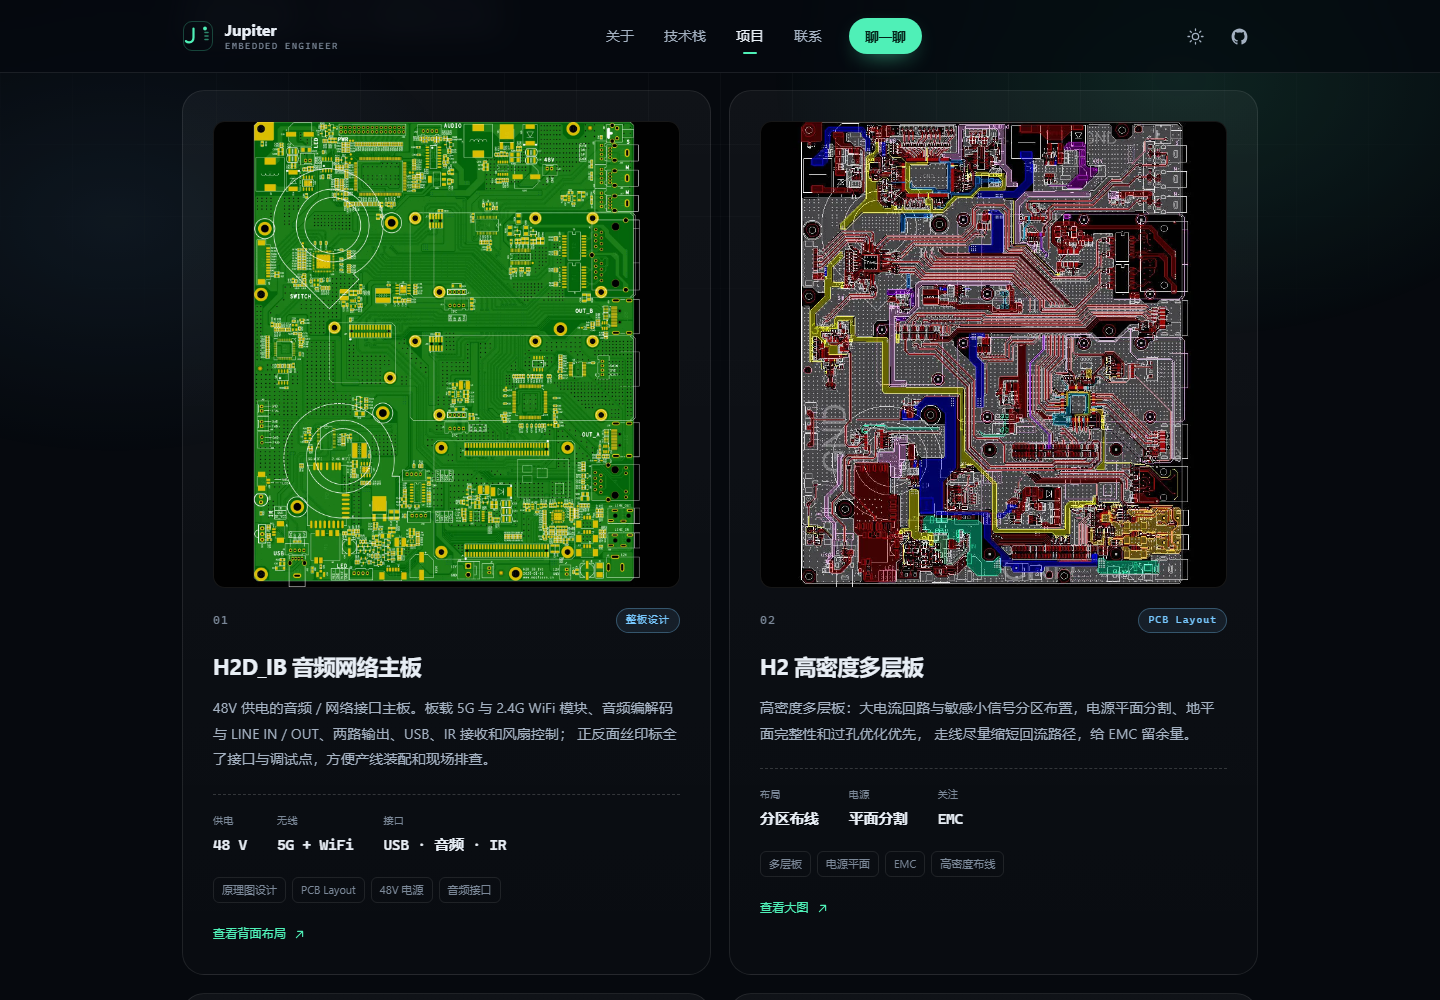 Jupiter
EMBEDDED ENGINEER
关于
技术栈
项目
联系
聊一聊
AUDIO
PWR
LED
48V
SWITCH
OUT_B
OUT_A
USB
LED
GND
01
整板设计
H2D_IB 音频网络主板
48V 供电的音频 / 网络接口主板。板载 5G 与 2.4G WiFi 模块、音频编解码
与 LINE IN / OUT、两路输出、USB、IR 接收和风扇控制； 正反面丝印标全
了接口与调试点，方便产线装配和现场排查。
供电
无线
接口
48 V
5G + WiFi
USB · 音频 · IR
原理图设计
PCB Layout
48V 电源
音频接口
查看背面布局
02
PCB Layout
H2 高密度多层板
高密度多层板：大电流回路与敏感小信号分区布置，电源平面分割、地平
面完整性和过孔优化优先， 走线尽量缩短回流路径，给 EMC 留余量。
布局
电源
关注
分区布线
平面分割
EMC
多层板
电源平面
EMC
高密度布线
查看大图